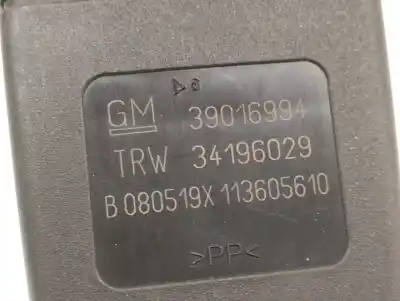 GM 39016994
TRW 34196029
B 080519X 113605610
>PP<